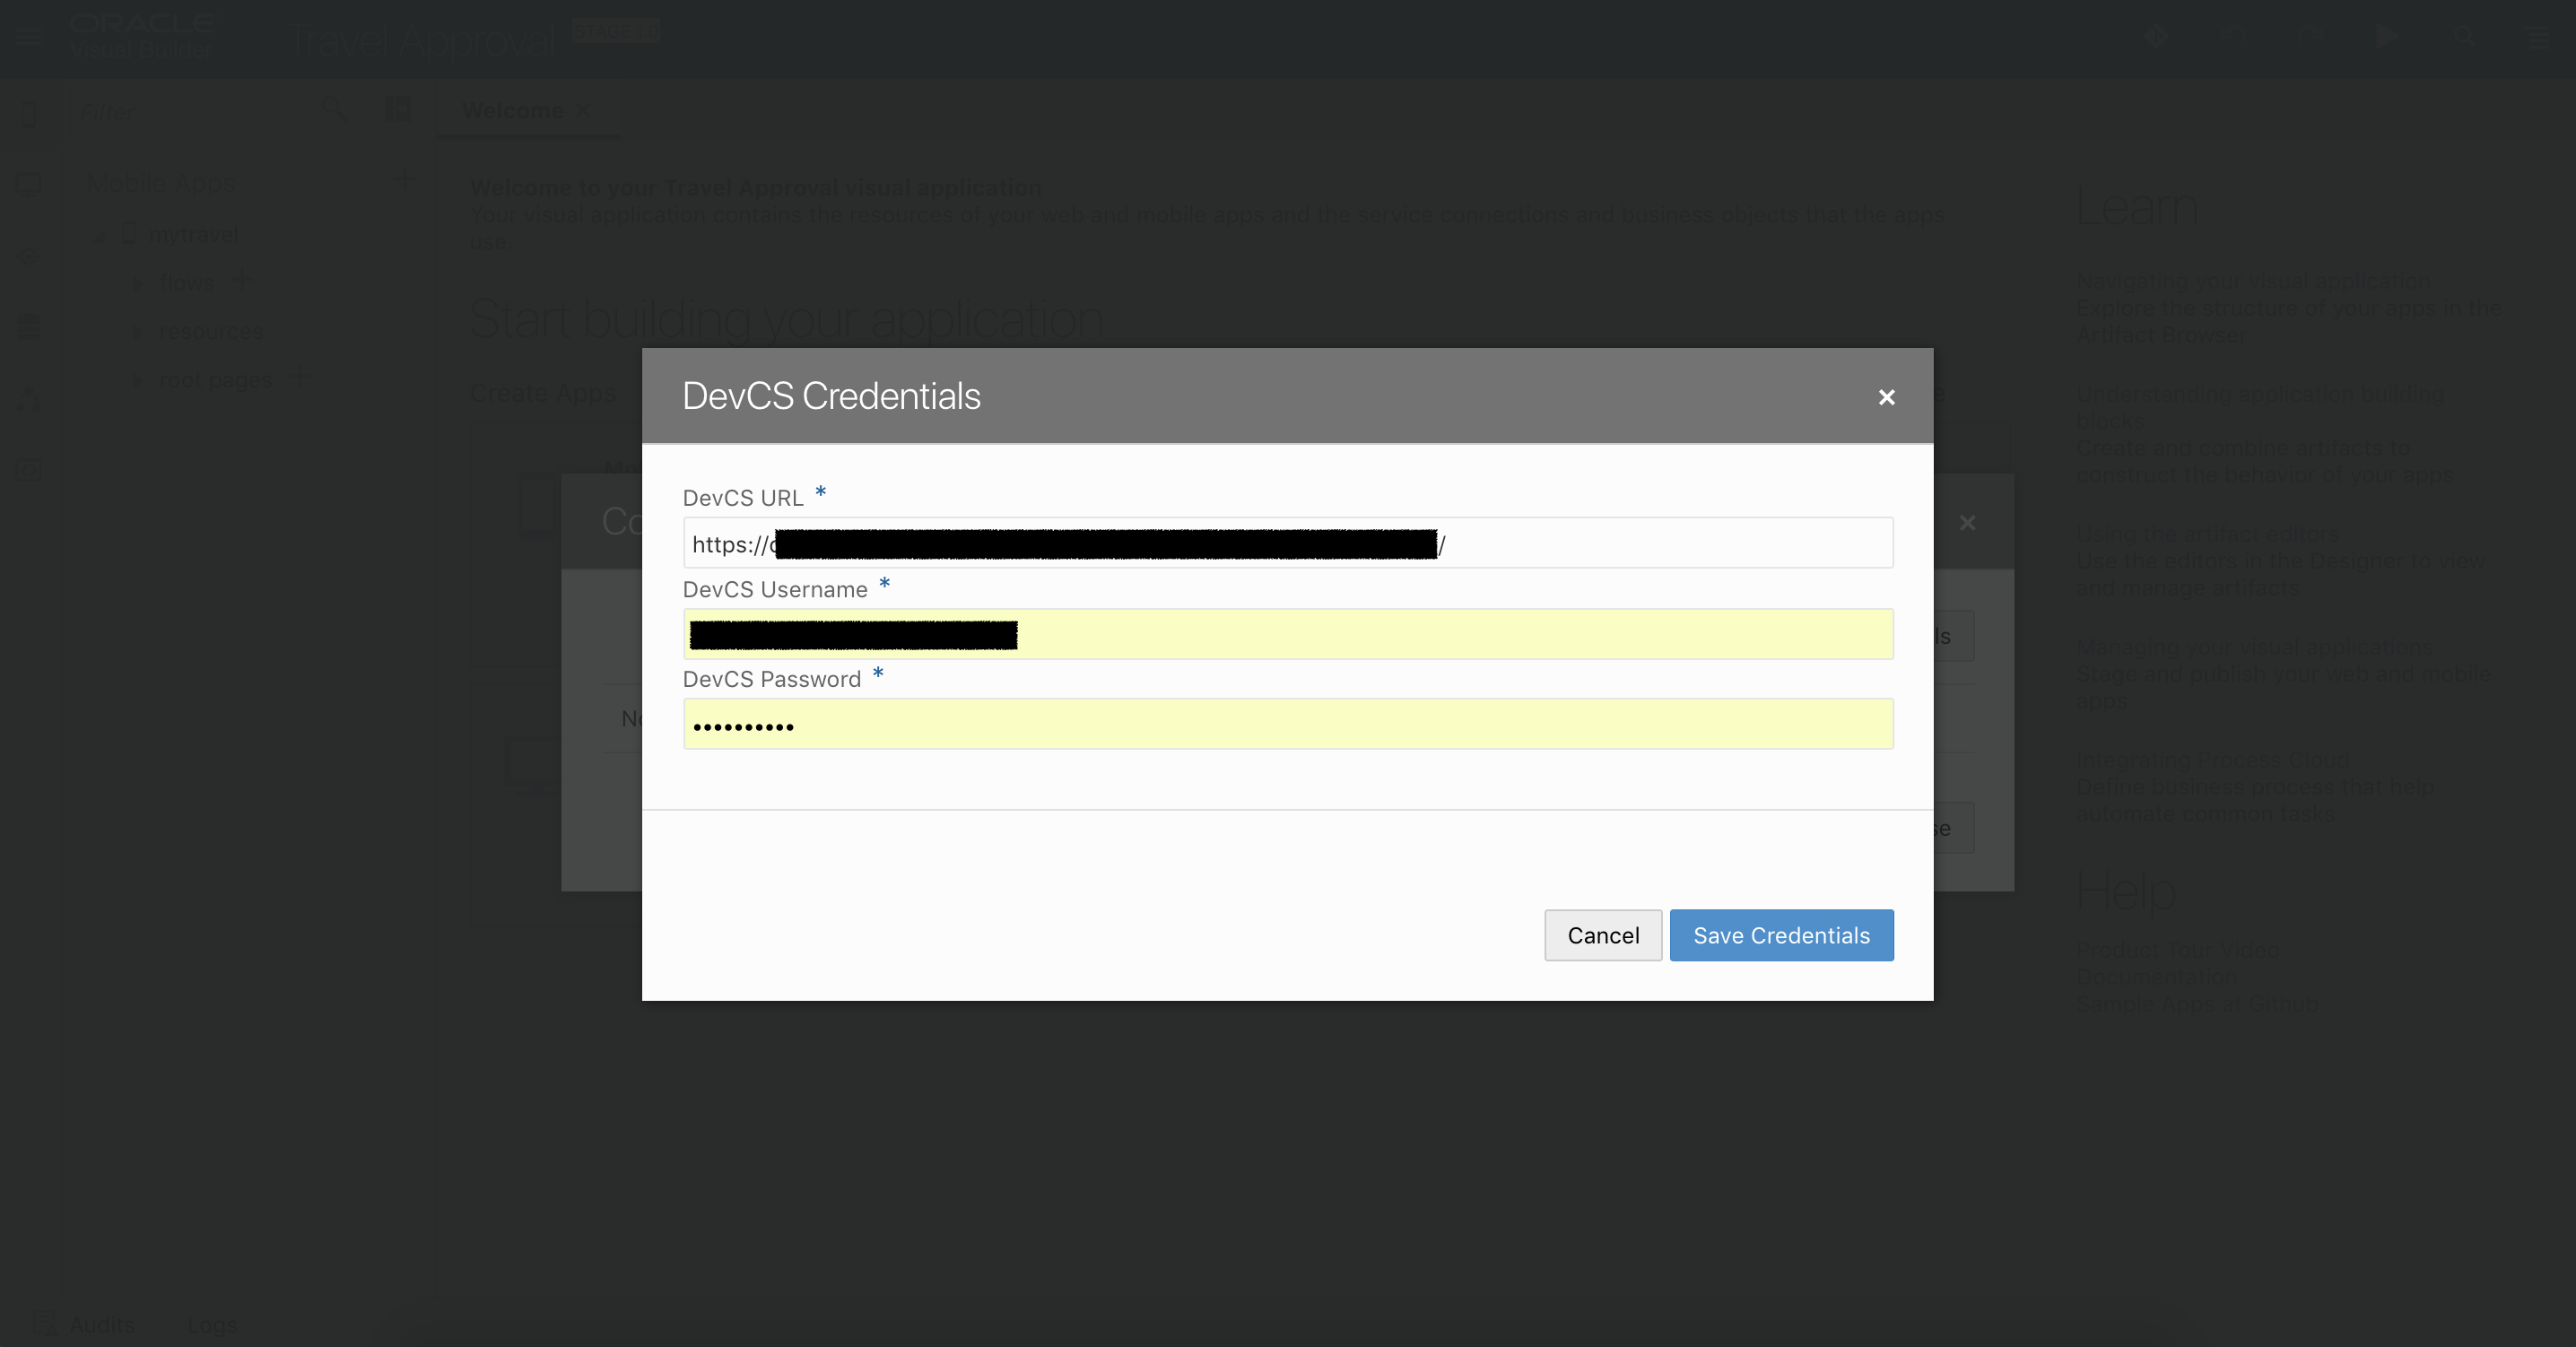 ORACLE
Visual Builder
Travel Approval
STAGE 1.0
Filter
Welcome
Mobile Apps
mytravel
flows
resources
root pages
Welcome to your Travel Approval visual application
Your visual application contains the resources of your web and mobile apps and the service connections and business objects that the apps
use.
Start building your application
Create Apps
DevCS Credentials
DevCS URL *
https://
/
DevCS Username *
DevCS Password *
••••••••••
Cancel
Save Credentials
Learn
Navigating your visual application
Explore the structure of your apps in the
Artifact Browser
Understanding application building
blocks
Create and combine artifacts to
construct the behavior of your apps
Using the artifact editors
Use the editors in the Designer to view
and manage artifacts
Managing your visual applications
Stage and publish your web and mobile
apps
Integrating Process Cloud
Define business process that help
automate common tasks
Help
Product Tour Video
Documentation
Sample Apps at Github
Audits
Logs